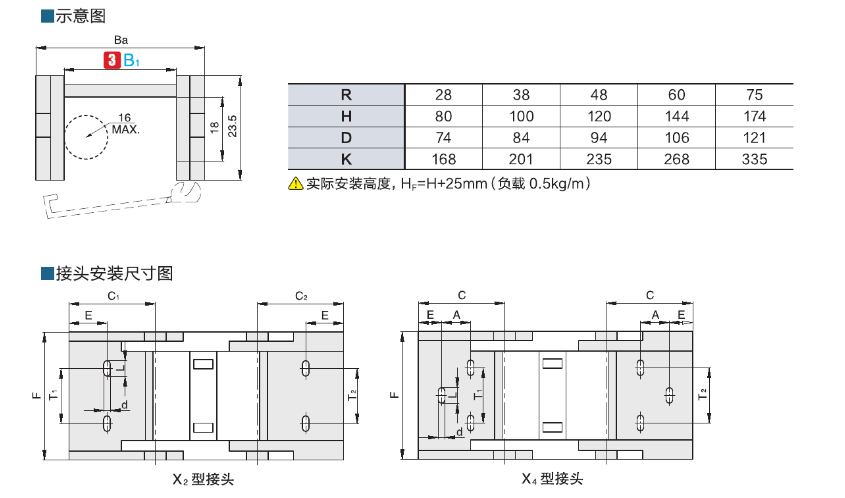 示意图
Ba
3 B1
16
MAX.
18
23.5
R 28 38 48 60 75
H 80 100 120 144 174
D 74 84 94 106 121
K 168 201 235 268 335
实际安装高度, HF=H+25mm (负载 0.5kg/m)
接头安装尺寸图
C1 C2
E E
F T1 L d T2
X2 型接头
C C
E A A E
F L d T1 T2
X4 型接头